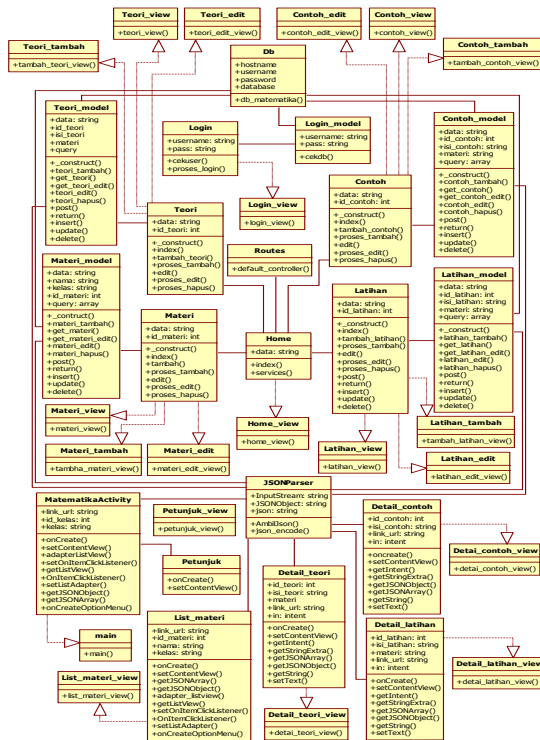 Teori_view
+teori_view()
Teori_edit
+teori_edit_view()
Contoh_edit
+contoh_edit_view()
Contoh_view
+contoh_view()
Teori_tambah
+tambah_teori_view()
Contoh_tambah
+tambah_contoh_view()
Db
+hostname
+username
+password
+database
+db_matematika()
Teori_model
+data: string
+id_teori
+isi_teori
+materi
+query
+_construct()
+teori_tambah()
+get_teori()
+get_teori_edit()
+teori_edit()
+teori_hapus()
+post()
+return()
+insert()
+update()
+delete()
Login
+username: string
+pass: string
+cekuser()
+proses_login()
Login_model
+username: string
+pass: string
+cekdb()
Contoh_model
+data: string
+id_contoh: int
+isi_contoh: string
+materi: string
+query: array
+_construct()
+contoh_tambah()
+get_contoh()
+get_contoh_edit()
+contoh_edit()
+contoh_hapus()
+post()
+return()
+insert()
+update()
+delete()
Login_view
+login_view()
Teori
+data: string
+id_teori: int
+_construct()
+index()
+tambah_teori()
+proses_tambah()
+edit()
+proses_edit()
+proses_hapus()
Contoh
+data: string
+id_contoh: int
+_construct()
+index()
+tambah_contoh()
+proses_tambah()
+edit()
+proses_edit()
+proses_hapus()
Routes
+default_controller()
Materi_model
+data: string
+nama: string
+kelas: string
+id_materi: int
+query: array
+_contruct()
+materi_tambah()
+get_materi()
+get_materi_edit()
+materi_edit()
+materi_hapus()
+post()
+return()
+insert()
+update()
+delete()
Materi
+data: string
+id_materi: int
+_construct()
+index()
+tambah()
+proses_tambah()
+edit()
+proses_edit()
+proses_hapus()
Home
+data: string
+index()
+services()
Latihan
+data: string
+id_latihan: int
+_construct()
+index()
+tambah_latihan()
+proses_tambah()
+edit()
+proses_edit()
+proses_hapus()
+post()
+return()
+insert()
+update()
+delete()
Latihan_model
+data: string
+id_latihan: int
+isi_latihan: string
+materi: string
+query: array
+_construct()
+latihan_tambah()
+get_latihan()
+get_latihan_edit()
+latihan_edit()
+latihan_hapus()
+post()
+return()
+insert()
+update()
+delete()
Materi_view
+materi_view()
Materi_tambah
+tambha_materi_view()
Materi_edit
+materi_edit_view()
Home_view
+home_view()
Latihan_view
+latihan_view()
Latihan_tambah
+tambah_latihan_view()
Latihan_edit
+latihan_edit_view()
MatematikaActivity
+link_url: string
+id_kelas: int
+kelas: string
+onCreate()
+setContentView()
+adapterListView()
+setOnItemClickListener()
+getListView()
+OnItemClickListener()
+setListAdapter()
+getJSONObject()
+getJSONArray()
+onCreateOptionMenu()
Petunjuk_view
+petunjuk_view()
Petunjuk
+onCreate()
+setContentView()
JSONParser
+InputStream: string
+JSONObject: string
+json: string
+AmbilJson()
+json_encode()
Detail_contoh
+id_contoh: int
+isi_contoh: string
+link_url: string
+in: intent
+oncreate()
+setContentView()
+getIntent()
+getStringExtra()
+getJSONObject()
+getJSONArray()
+getString()
+setText()
Detai_contoh_view
+detai_contoh_view()
main
+main()
List_materi
+link_url: string
+id_materi: int
+nama: string
+kelas: string
+onCreate()
+setContentView()
+getJSONArray()
+getJSONObject()
+adapter_listview()
+getListView()
+setOnItemClickListener()
+OnItemClickListener()
+setListAdapter()
+onCreateOptionMenu()
List_materi_view
+list_materi_view()
Detail_teori
+id_teori: int
+isi_teori: string
+materi
+link_url: string
+in: intent
+onCreate()
+setContentView()
+getIntent()
+getStringExtra()
+getJSONArray()
+getJSONObject()
+getString()
+setText()
Detail_teori_view
+detai_teori_view()
Detail_latihan
+id_latihan: int
+isi_latihan: string
+materi: string
+link_url: string
+in: intent
+onCreate()
+setContentView()
+getIntent()
+getStringExtra()
+getJSONArray()
+getJSONObject()
+getString()
+setText()
Detail_latihan_view
+detai_latihan_view()